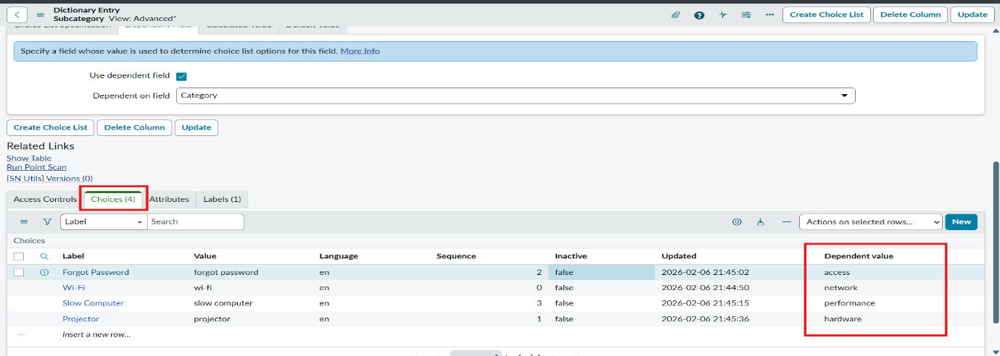 Dictionary Entry
Subcategory View: Advanced*
Create Choice List Delete Column Update
Choice List Specification Dependent Field Calculated Value Default Value
Specify a field whose value is used to determine choice list options for this field. More Info
Use dependent field
Dependent on field Category
Create Choice List Delete Column Update
Related Links
Show Table
Run Point Scan
[SN Utils] Versions (0)
Access Controls Choices (4) Attributes Labels (1)
Label Search Actions on selected rows... New
Choices
Label Value Language Sequence Inactive Updated Dependent value
Forgot Password forgot password en 2 false 2026-02-06 21:45:02 access
Wi-Fi wi-fi en 0 false 2026-02-06 21:44:50 network
Slow Computer slow computer en 3 false 2026-02-06 21:45:15 performance
Projector projector en 1 false 2026-02-06 21:45:36 hardware
Insert a new row...